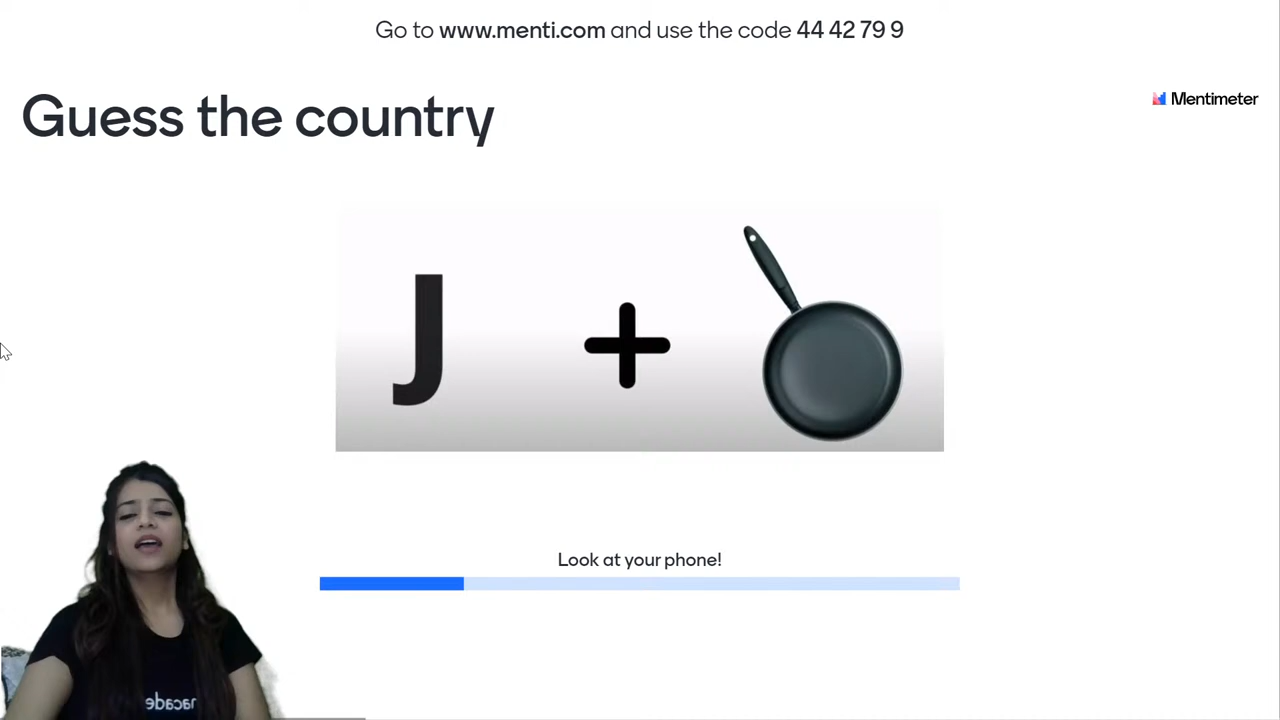 Go to www.menti.com and use the code 44 42 79 9
Guess the country
Mentimeter
J
Look at your phone!